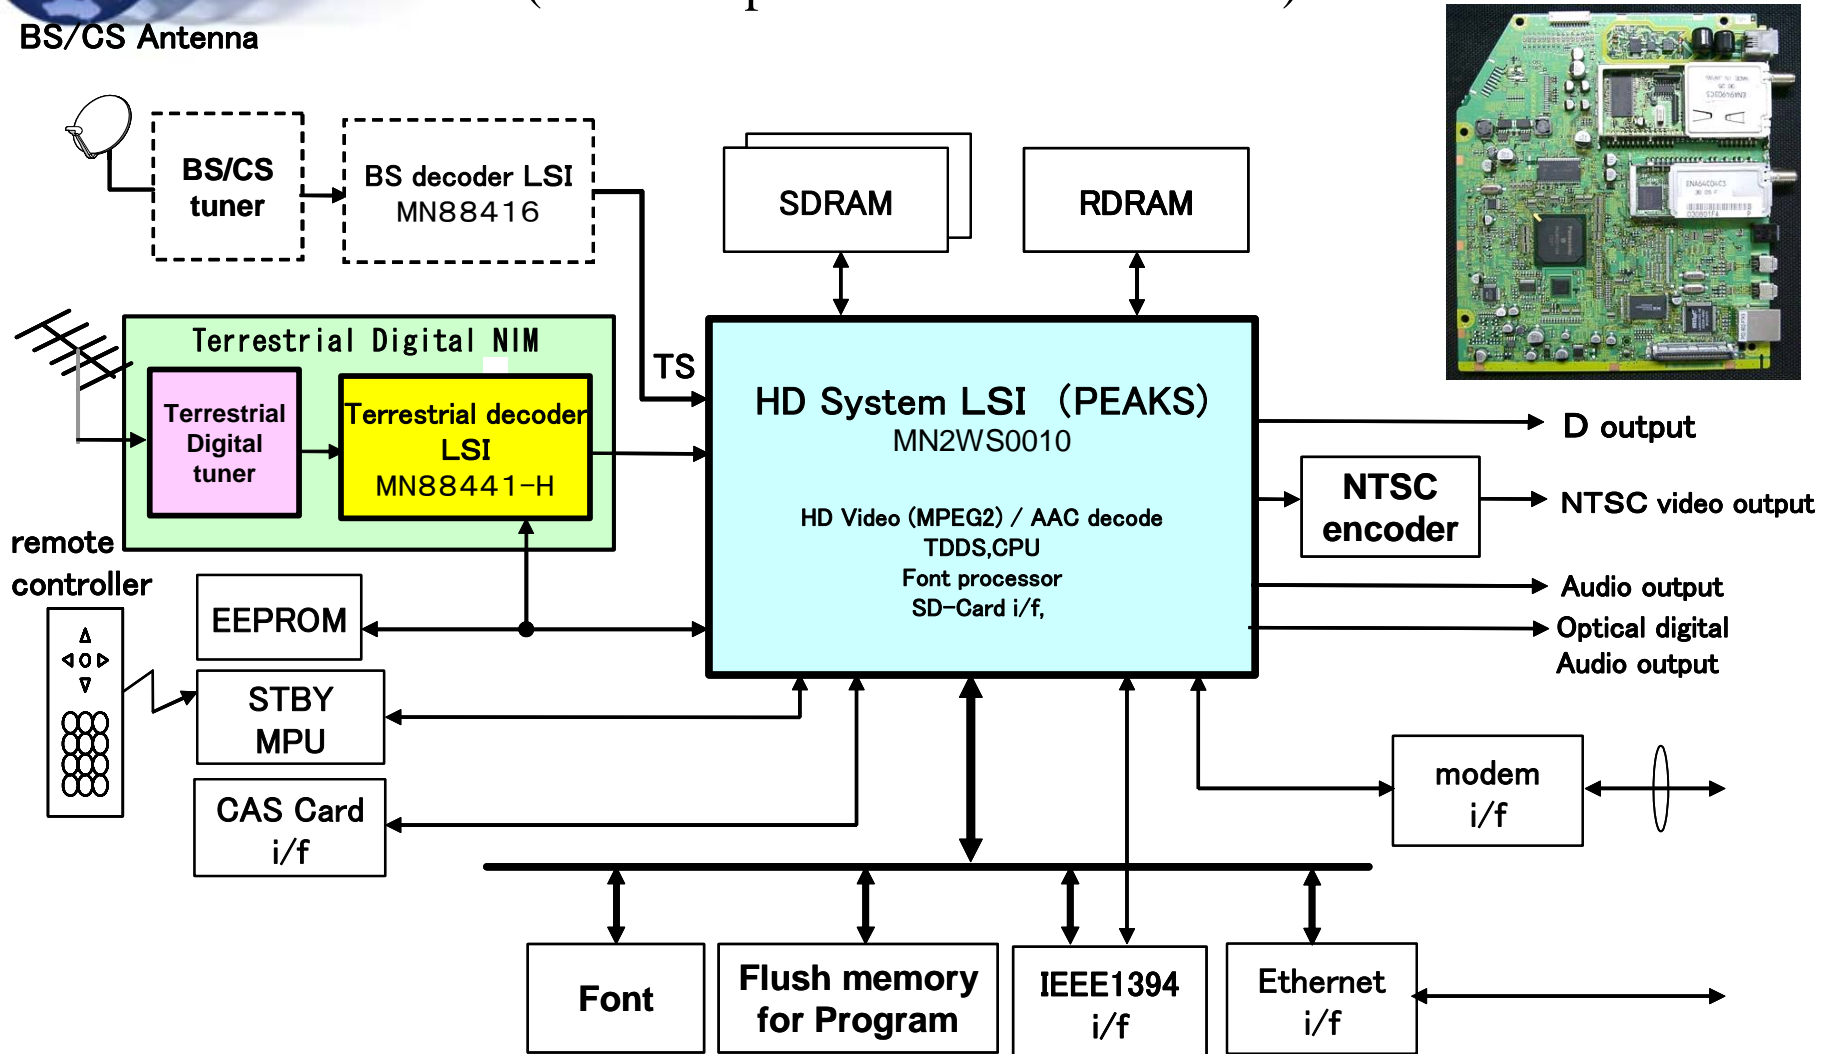 BS/CS Antenna
BS/CS
tuner
BS decoder LSI
MN88416
SDRAM
RDRAM
Terrestrial Digital NIM
Terrestrial
Digital
tuner
Terrestrial decoder
LSI
MN88441-H
TS
HD System LSI (PEAKS)
MN2WS0010
HD Video (MPEG2) / AAC decode
TDDS,CPU
Font processor
SD-Card i/f,
D output
NTSC
encoder
NTSC video output
Audio output
Optical digital
Audio output
remote
controller
EEPROM
STBY
MPU
CAS Card
i/f
modem
i/f
Font
Flush memory
for Program
IEEE1394
i/f
Ethernet
i/f